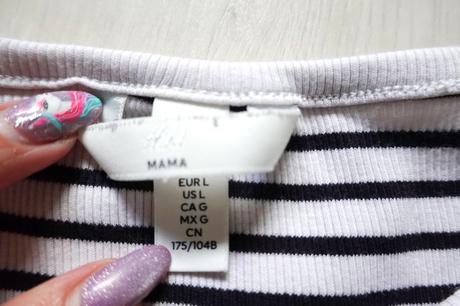 H&M
MAMA
EUR L
US L
CA G
MX G
CN
175/104B